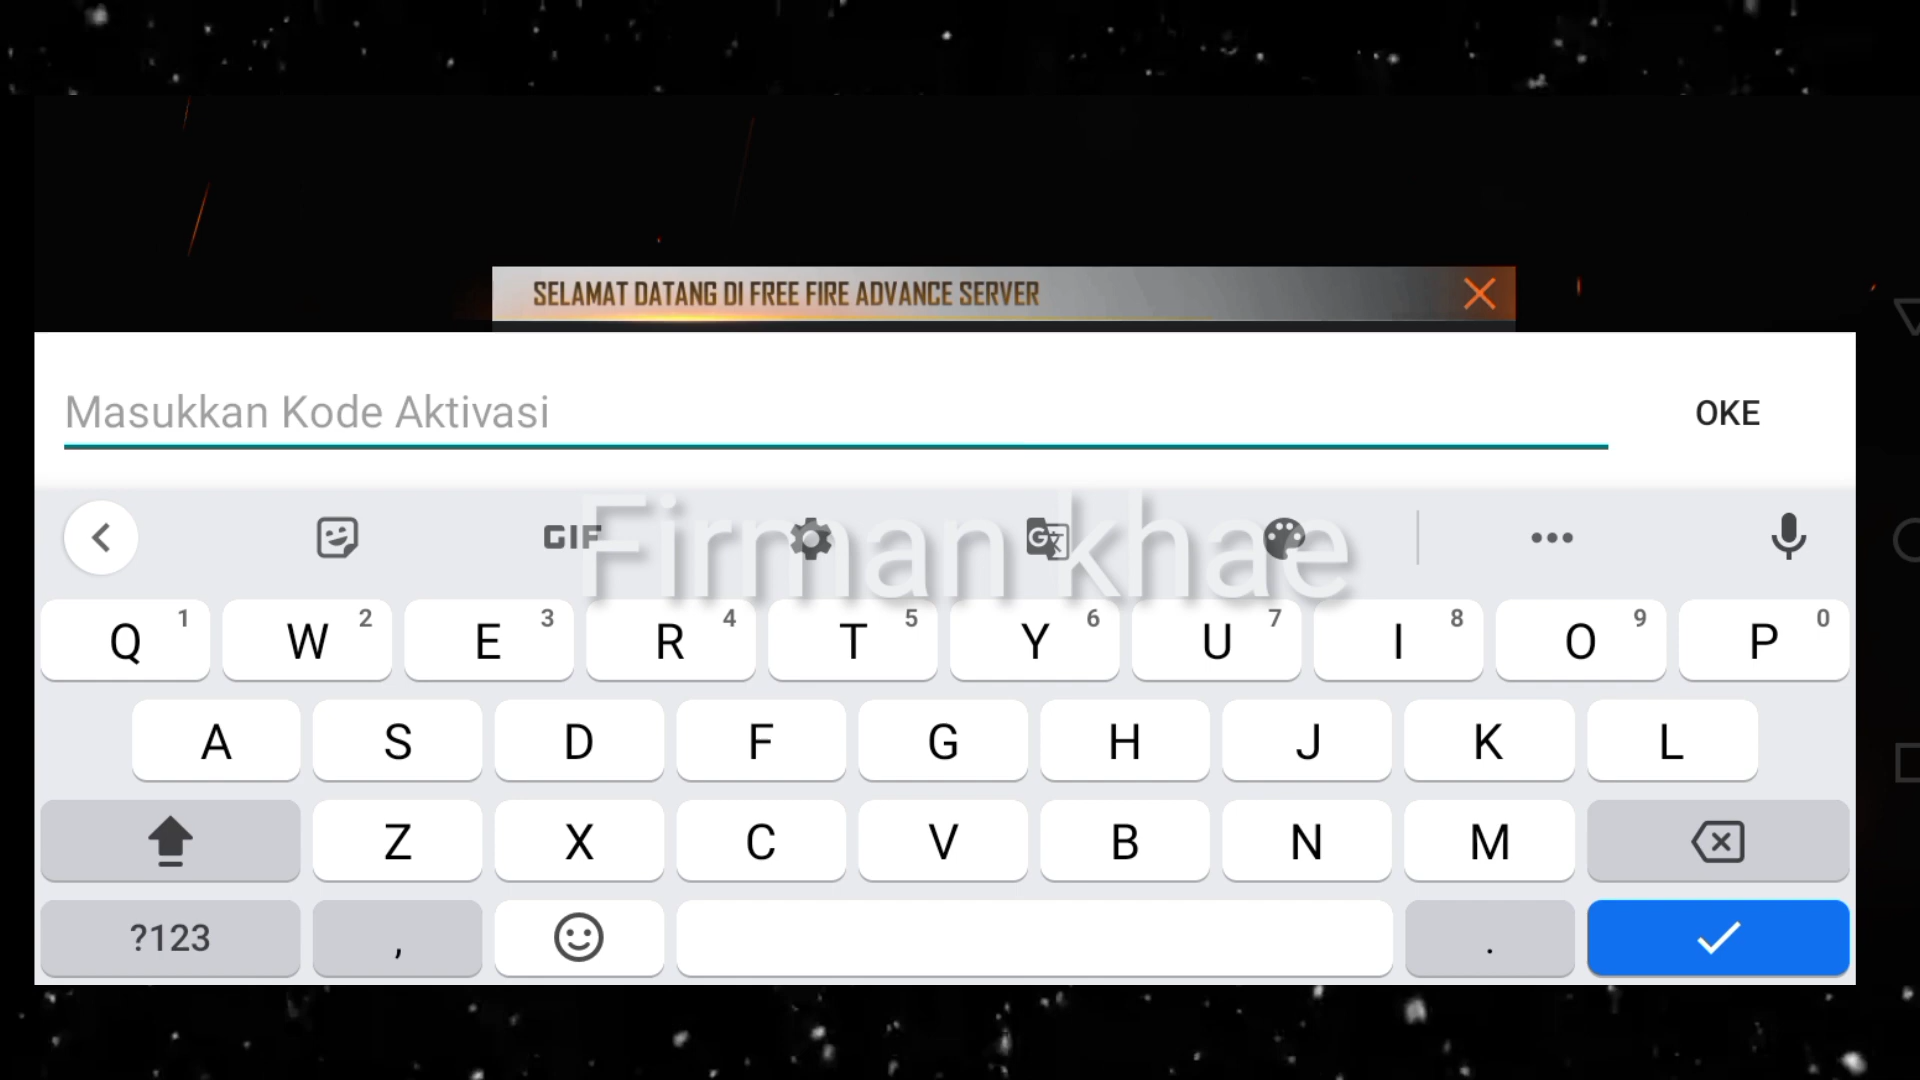 SELAMAT DATANG DI FREE FIRE ADVANCE SERVER
Masukkan Kode Aktivasi
OKE
GIF
G
Firman khae
Q 1 W 2 E 3 R 4 T 5 Y 6 U 7 I 8 O 9 P 0
A S D F G H J K L
Z X C V B N M
?123 , .